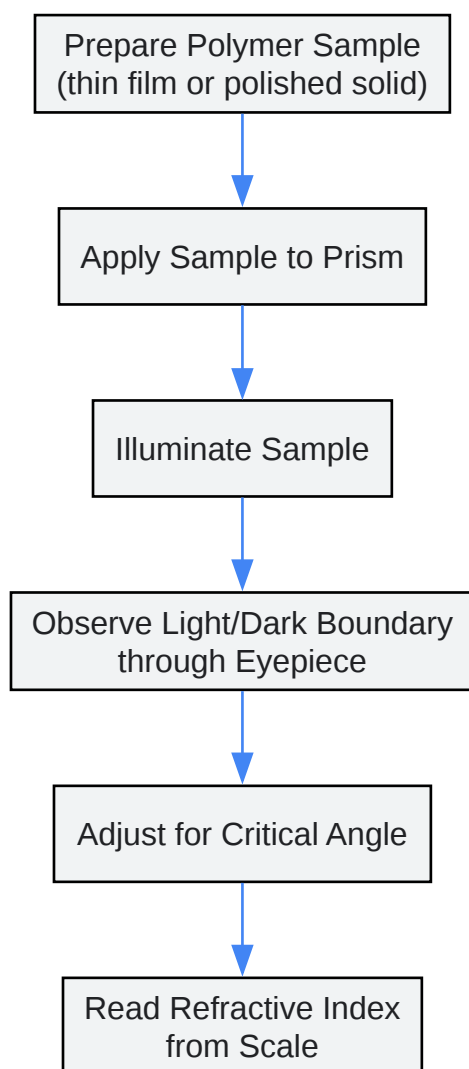 Prepare Polymer Sample
(thin film or polished solid)
Apply Sample to Prism
Illuminate Sample
Observe Light/Dark Boundary
through Eyepiece
Adjust for Critical Angle
Read Refractive Index
from Scale